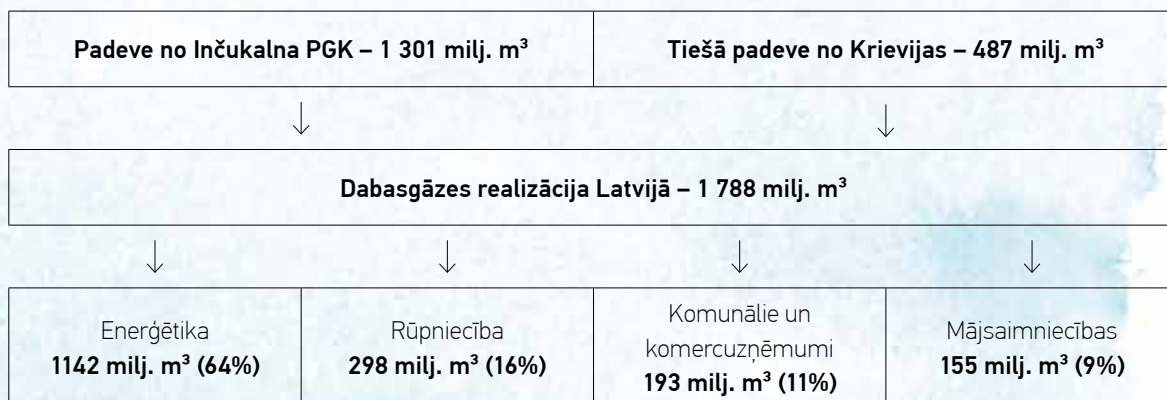 Padeve no Inčukalna PGK – 1 301 milj. m³
Tiešā padeve no Krievijas – 487 milj. m³
Dabasgāzes realizācija Latvijā – 1 788 milj. m³
Enerģētika
1142 milj. m³ (64%)
Rūpniecība
298 milj. m³ (16%)
Komunālie un
komercuzņēmumi
193 milj. m³ (11%)
Mājsaimniecības
155 milj. m³ (9%)